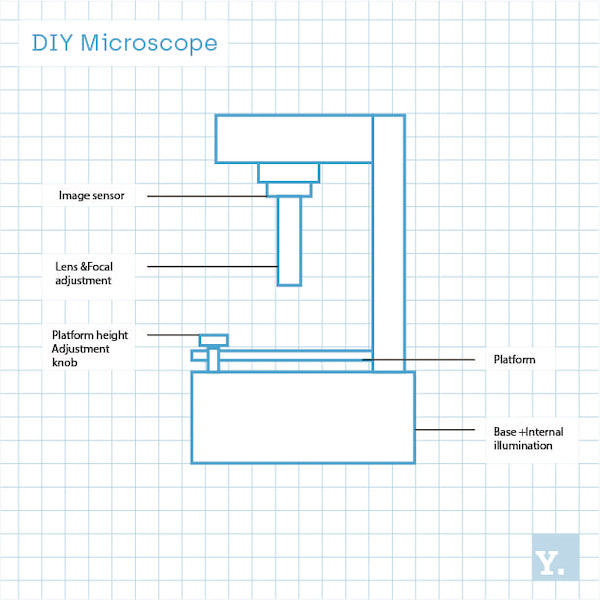 DIY Microscope
Image sensor
Lens &Focal
adjustment
Platform height
Adjustment
knob
Platform
Base +Internal
illumination
Y.